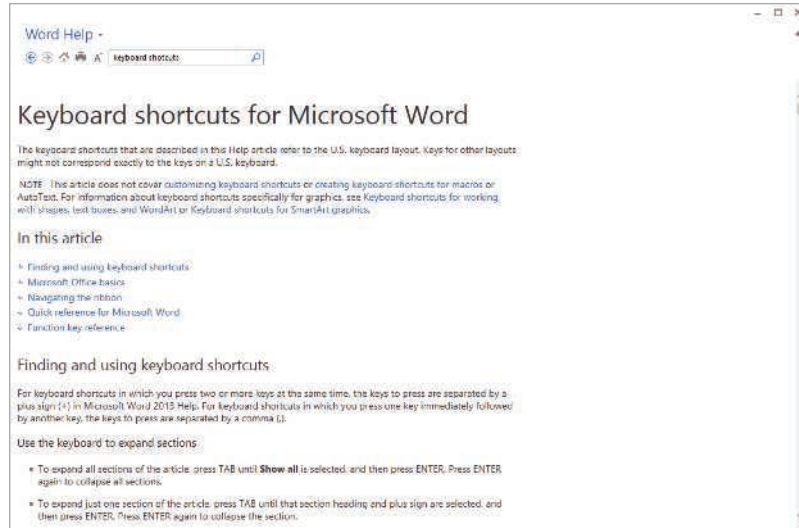 Word Help
keyboard shotcuts
Keyboard shortcuts for Microsoft Word
The keyboard shortcuts that are described in this Help article refer to the U.S. keyboard layout. Keys for other layouts
might not correspond exactly to the keys on a U.S. keyboard.
NOTE This article does not cover customizing keyboard shortcuts or creating keyboard shortcuts for macros or
AutoText. For information about keyboard shortcuts specifically for graphics, see Keyboard shortcuts for working
with shapes, text boxes, and WordArt or Keyboard shortcuts for SmartArt graphics.
In this article
Finding and using keyboard shortcuts
Microsoft Office basics
Navigating the ribbon
Quick reference for Microsoft Word
Function key reference
Finding and using keyboard shortcuts
For keyboard shortcuts in which you press two or more keys at the same time, the keys to press are separated by a
plus sign (+) in Microsoft Word 2013 Help. For keyboard shortcuts in which you press one key immediately followed
by another key, the keys to press are separated by a comma (,).
Use the keyboard to expand sections
To expand all sections of the article, press TAB until Show all is selected, and then press ENTER. Press ENTER
again to collapse all sections.
To expand just one section of the article, press TAB until that section heading and plus sign are selected, and
then press ENTER. Press ENTER again to collapse the section.